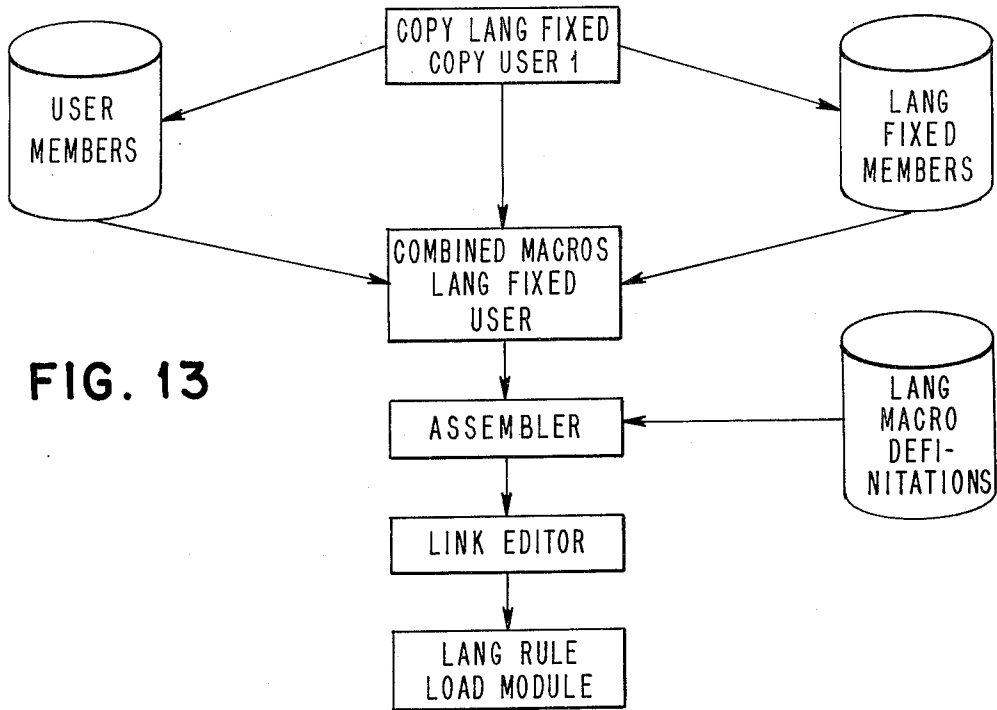 COPY LANG FIXED
COPY USER 1
USER
MEMBERS
LANG
FIXED
MEMBERS
COMBINED MACROS
LANG FIXED
USER
FIG. 13
ASSEMBLER
LANG
MACRO
DEFI-
NITATIONS
LINK EDITOR
LANG RULE
LOAD MODULE